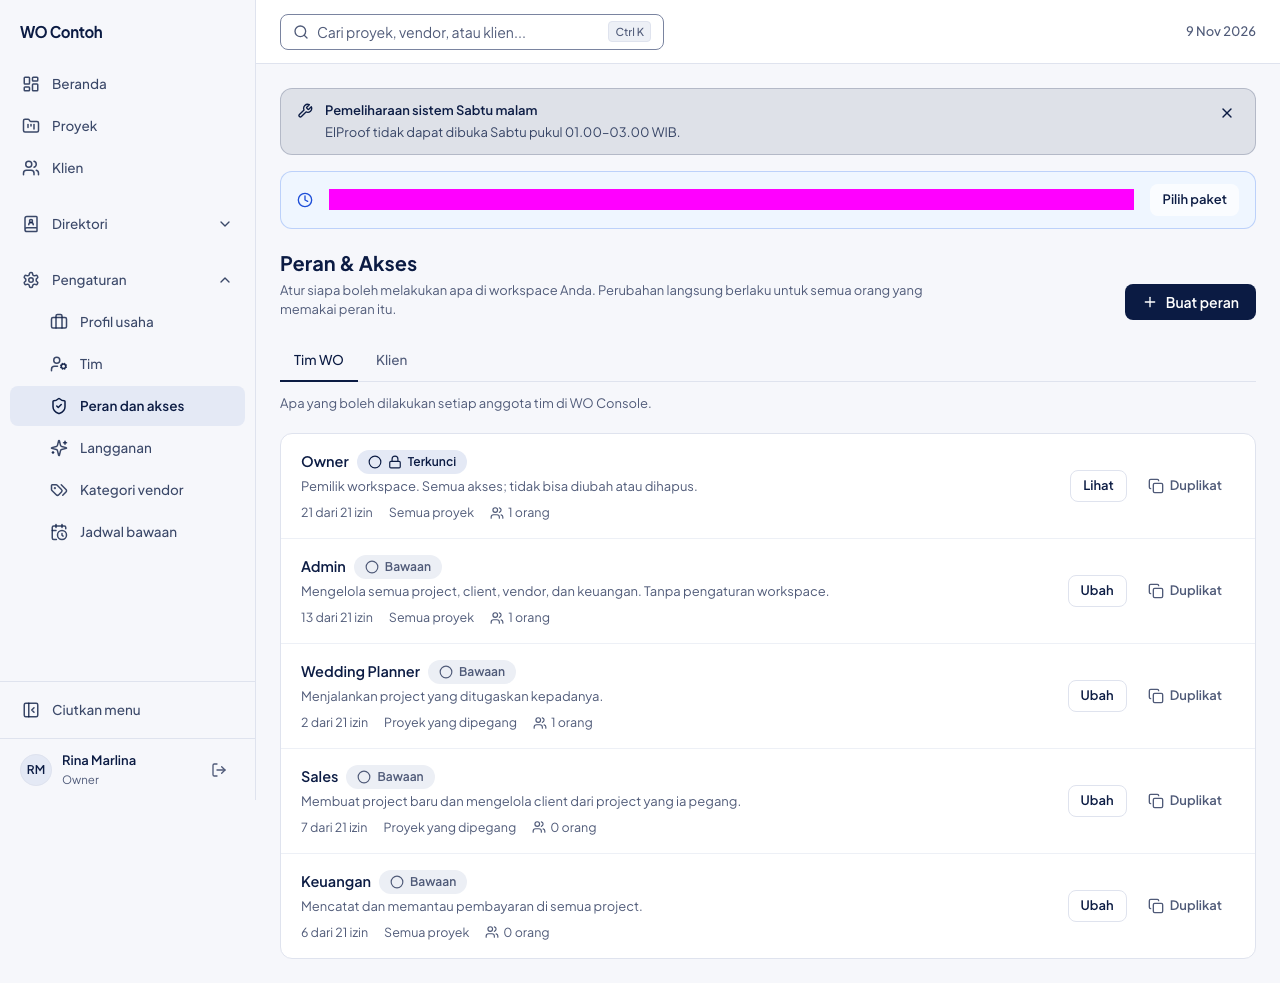 WO Contoh
Cari proyek, vendor, atau klien...
Ctrl K
9 Nov 2026
Beranda
Proyek
Klien
Direktori
Pengaturan
Profil usaha
Tim
Peran dan akses
Langganan
Kategori vendor
Jadwal bawaan
Ciutkan menu
RM
Rina Marlina
Owner
Pemeliharaan sistem Sabtu malam
ElProof tidak dapat dibuka Sabtu pukul 01.00–03.00 WIB.
Pilih paket
Peran & Akses
Atur siapa boleh melakukan apa di workspace Anda. Perubahan langsung berlaku untuk semua orang yang
memakai peran itu.
Buat peran
Tim WO
Klien
Apa yang boleh dilakukan setiap anggota tim di WO Console.
Owner
Terkunci
Pemilik workspace. Semua akses; tidak bisa diubah atau dihapus.
21 dari 21 izin
Semua proyek
1 orang
Lihat
Duplikat
Admin
Bawaan
Mengelola semua project, client, vendor, dan keuangan. Tanpa pengaturan workspace.
13 dari 21 izin
Semua proyek
1 orang
Ubah
Duplikat
Wedding Planner
Bawaan
Menjalankan project yang ditugaskan kepadanya.
2 dari 21 izin
Proyek yang dipegang
1 orang
Ubah
Duplikat
Sales
Bawaan
Membuat project baru dan mengelola client dari project yang ia pegang.
7 dari 21 izin
Proyek yang dipegang
0 orang
Ubah
Duplikat
Keuangan
Bawaan
Mencatat dan memantau pembayaran di semua project.
6 dari 21 izin
Semua proyek
0 orang
Ubah
Duplikat